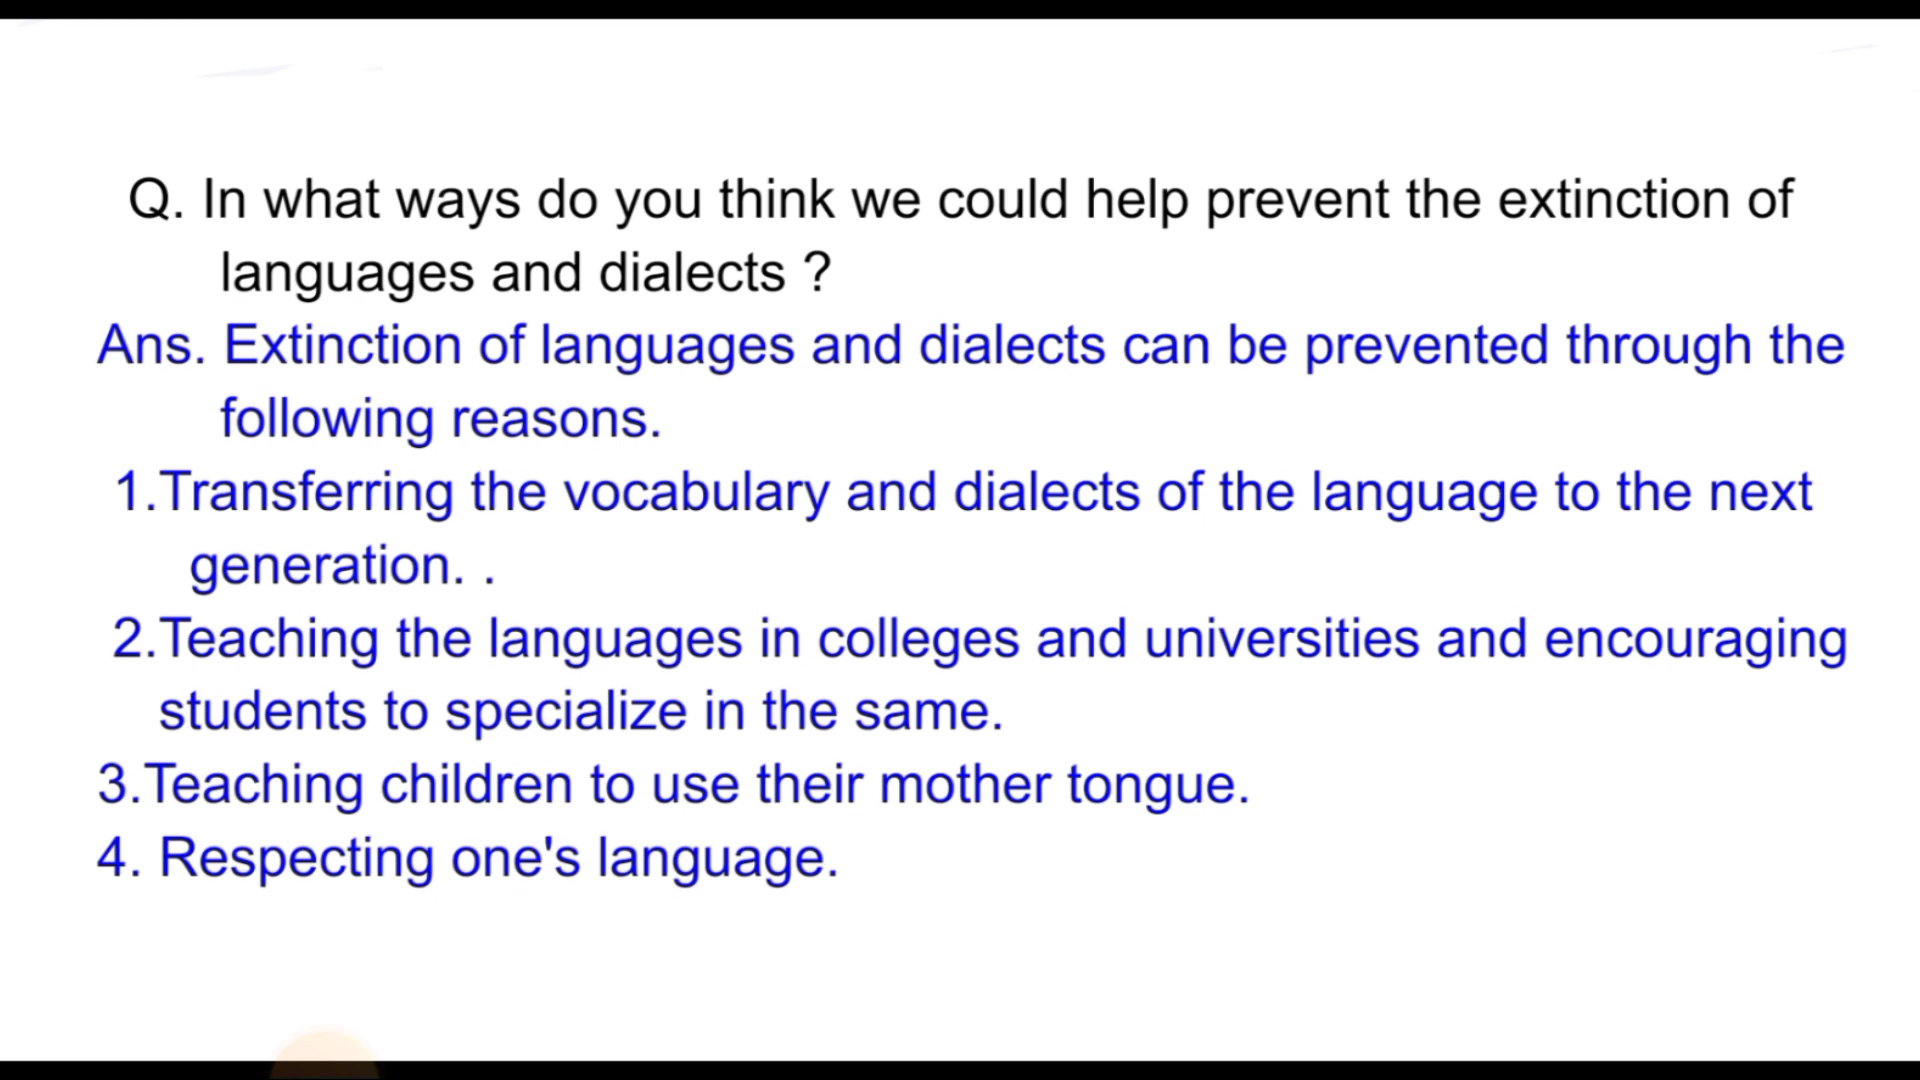 Q. In what ways do you think we could help prevent the extinction of
languages and dialects ?
Ans. Extinction of languages and dialects can be prevented through the
following reasons.
1.Transferring the vocabulary and dialects of the language to the next
generation. .
2.Teaching the languages in colleges and universities and encouraging
students to specialize in the same.
3.Teaching children to use their mother tongue.
4. Respecting one's language.